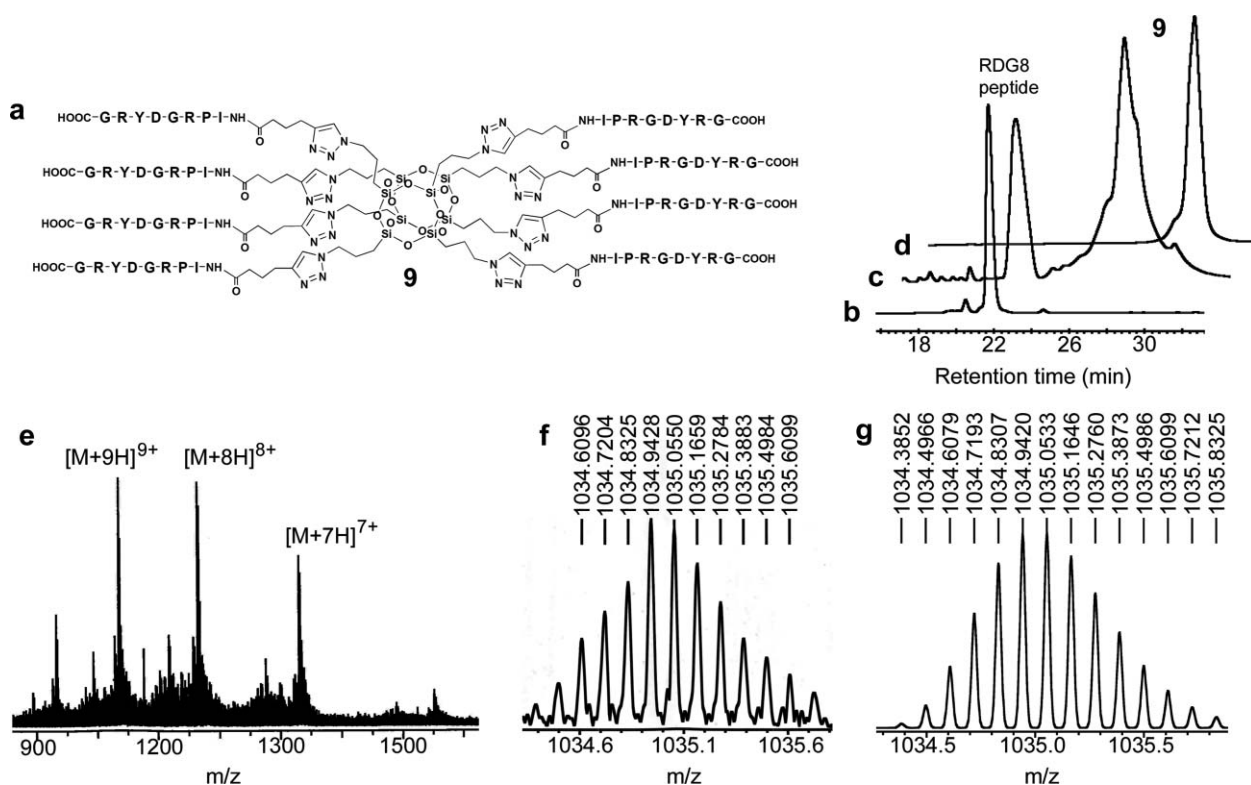 a
HOOC-G-R-Y-D-G-R-P-I-NH
NH-I-P-R-G-D-Y-R-G-COOH
HOOC-G-R-Y-D-G-R-P-I-NH
NH-I-P-R-G-D-Y-R-G-COOH
HOOC-G-R-Y-D-G-R-P-I-NH
NH-I-P-R-G-D-Y-R-G-COOH
HOOC-G-R-Y-D-G-R-P-I-NH
NH-I-P-R-G-D-Y-R-G-COOH
9
RDG8
peptide
9
d
c
b
18 22 26 30
Retention time (min)
e
[M+9H]9+
[M+8H]8+
[M+7H]7+
900 1200 1300 1500
m/z
f
1034.6096
1034.7204
1034.8325
1034.9428
1035.0550
1035.1659
1035.2784
1035.3883
1035.4984
1035.6099
1034.6 1035.1 1035.6
m/z
g
1034.3852
1034.4966
1034.6079
1034.7193
1034.8307
1034.9420
1035.0533
1035.1646
1035.2760
1035.3873
1035.4986
1035.6099
1035.7212
1035.8325
1034.5 1035.0 1035.5
m/z